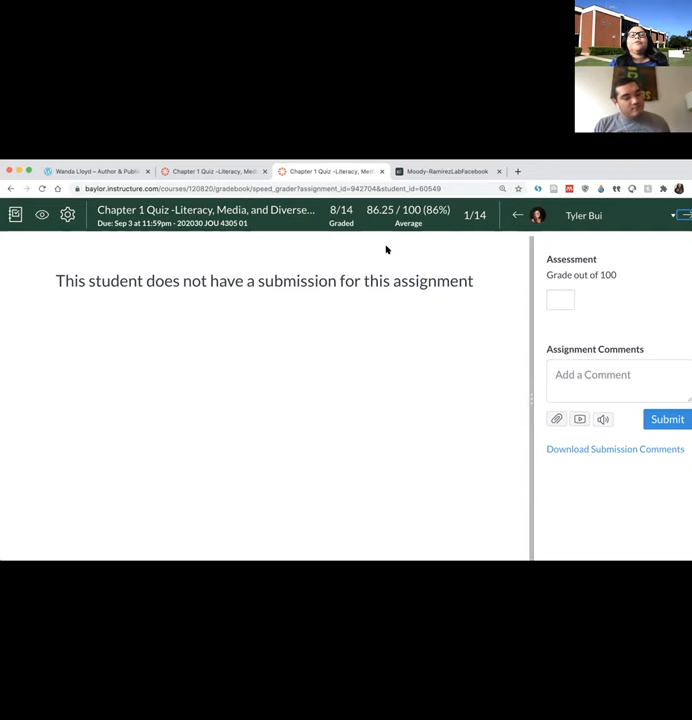 Wanda Lloyd – Author & Publi
Chapter 1 Quiz -Literacy, Med
Chapter 1 Quiz -Literacy, Med
Moody-RamirezLabFacebook
baylor.instructure.com/courses/120820/gradebook/speed_grader?assignment_id=942704&student_id=60549
Chapter 1 Quiz -Literacy, Media, and Diverse...
Due: Sep 3 at 11:59pm - 202030 JOU 4305 01
8/14
Graded
86.25 / 100 (86%)
Average
1/14
Tyler Bui
This student does not have a submission for this assignment
Assessment
Grade out of 100
Assignment Comments
Add a Comment
Submit
Download Submission Comments